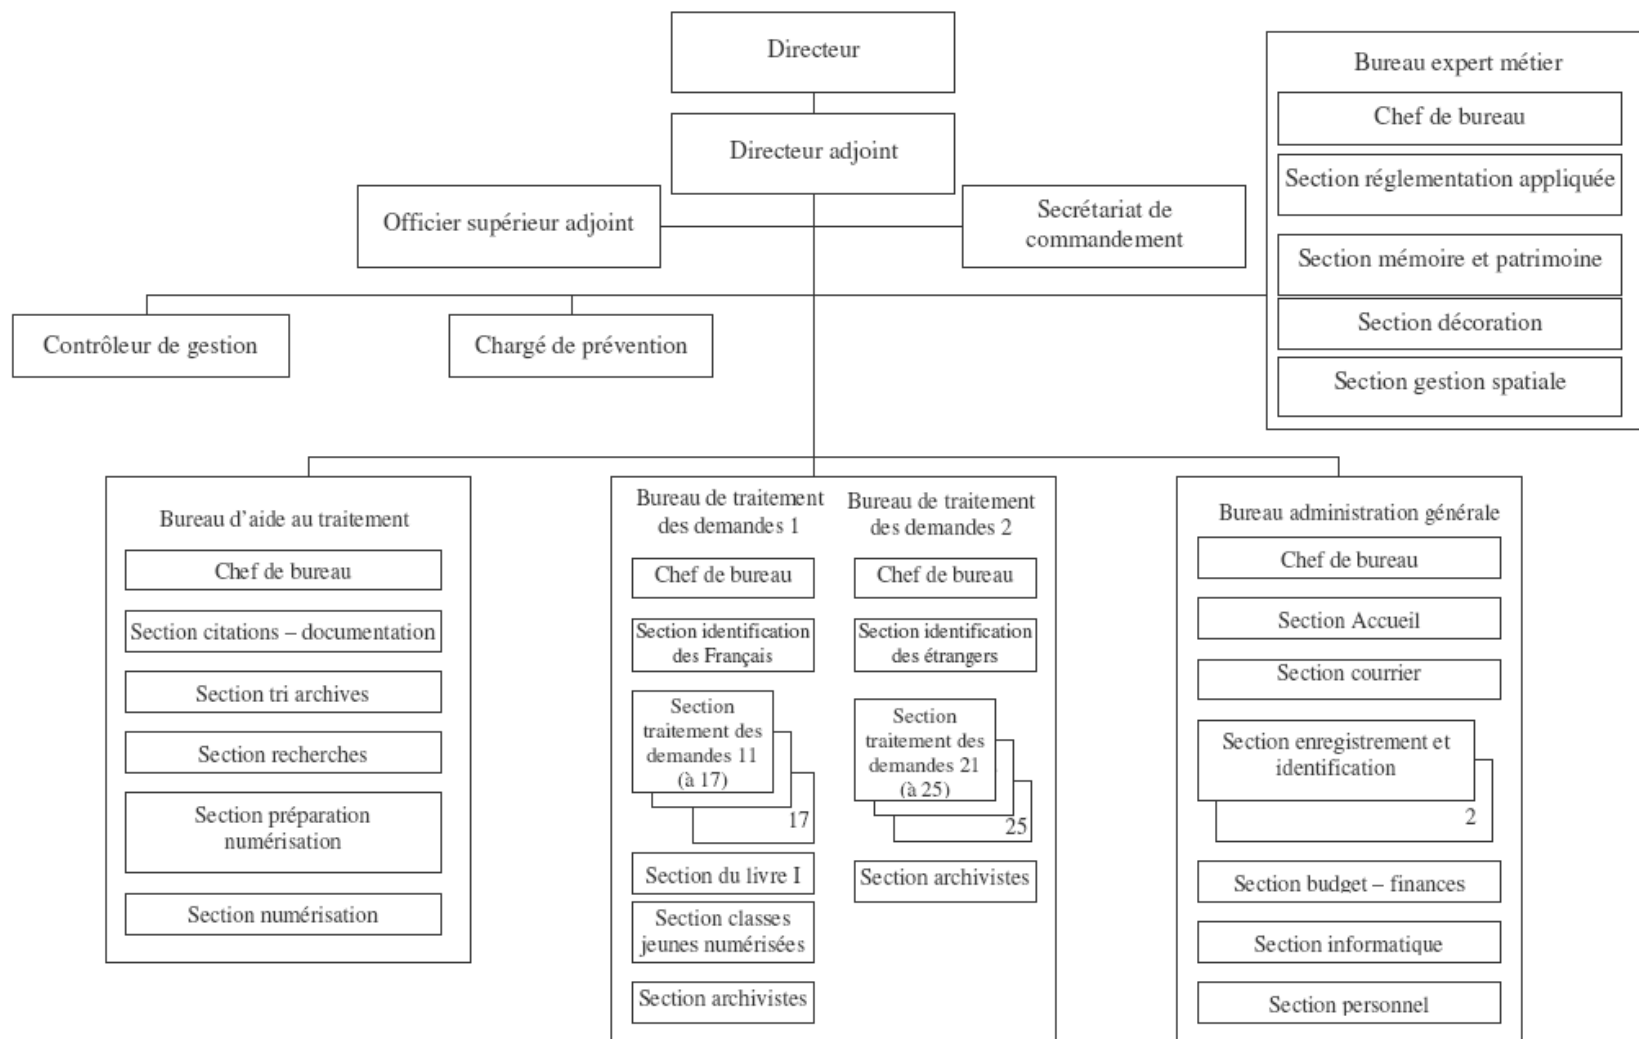 Directeur
Directeur adjoint
Officier supérieur adjoint
Secrétariat de
commandement
Contrôleur de gestion
Chargé de prévention
Bureau expert métier
Chef de bureau
Section réglementation appliquée
Section mémoire et patrimoine
Section décoration
Section gestion spatiale
Bureau d'aide au traitement
Chef de bureau
Section citations – documentation
Section tri archives
Section recherches
Section préparation
numérisation
Section numérisation
Bureau de traitement
des demandes 1
Chef de bureau
Section identification
des Français
Section
traitement des
demandes 11
(à 17)
17
Section du livre I
Section classes
jeunes numérisées
Section archivistes
Bureau de traitement
des demandes 2
Chef de bureau
Section identification
des étrangers
Section
traitement des
demandes 21
(à 25)
25
Section archivistes
Bureau administration générale
Chef de bureau
Section Accueil
Section courrier
Section enregistrement et
identification
2
Section budget – finances
Section informatique
Section personnel